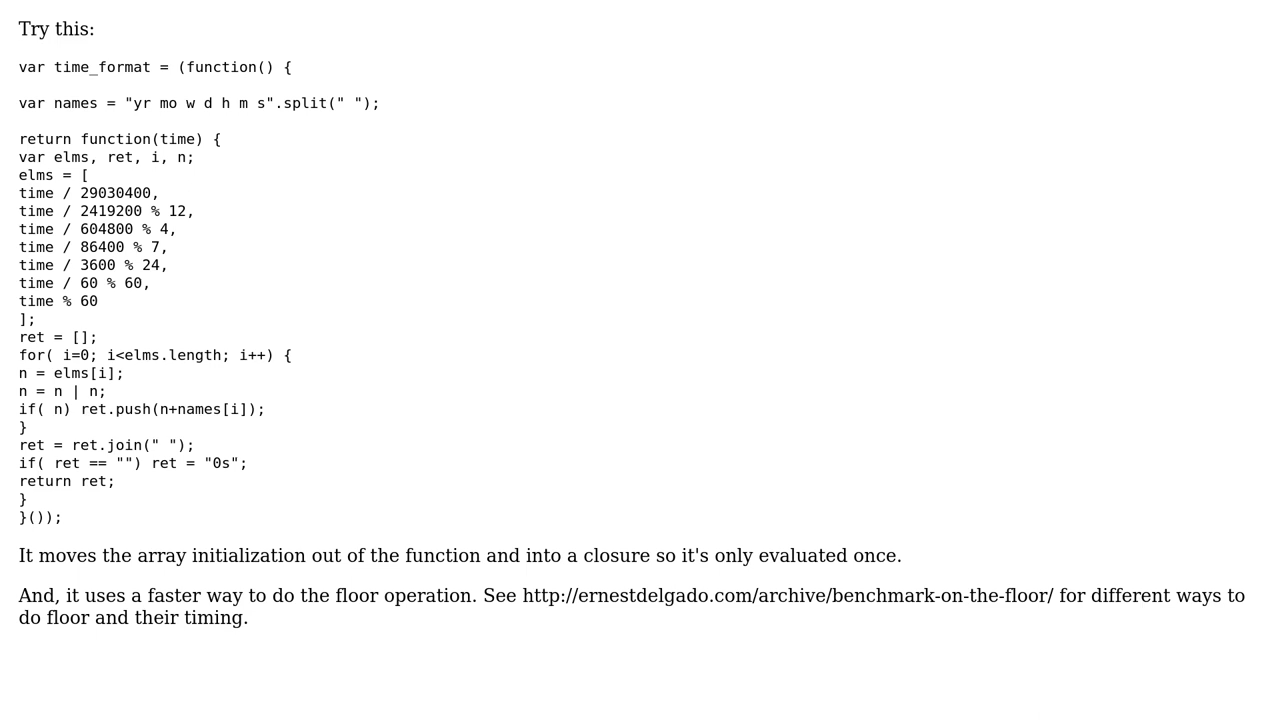 Try this:
var time_format = (function() {
var names = "yr mo w d h m s".split(" ");
return function(time) {
var elms, ret, i, n;
elms = [
time / 29030400,
time / 2419200 % 12,
time / 604800 % 4,
time / 86400 % 7,
time / 3600 % 24,
time / 60 % 60,
time % 60
];
ret = [];
for( i=0; i<elms.length; i++) {
n = elms[i];
n = n | n;
if( n) ret.push(n+names[i]);
}
ret = ret.join(" ");
if( ret == "") ret = "0s";
return ret;
}
}());
It moves the array initialization out of the function and into a closure so it's only evaluated once.
And, it uses a faster way to do the floor operation. See http://ernestdelgado.com/archive/benchmark-on-the-floor/ for different ways to
do floor and their timing.